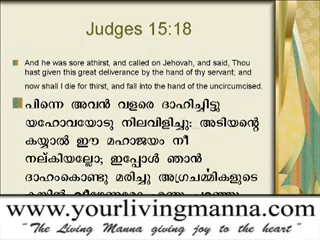 Judges 15:18
And he was sore athirst, and called on Jehovah, and said, Thou
hast given this great deliverance by the hand of thy servant; and
now shall I die for thirst, and fall into the hand of the uncircumcised.
പിന്നെ അവൻ വളരെ ദാഹിച്ചിട്ടു
യഹോവയോടു നിലവിളിച്ചു: അടിയന്റെ
കയ്യാൽ ഈ മഹാജയം നീ
നല്കിയല്ലോ; ഇപ്പോൾ ഞാൻ
ദാഹംകൊണ്ടു മരിച്ചു അഗ്രചർമ്മികളുടെ
www.yourlivingmanna.com
"The Living Manna giving joy to the heart"